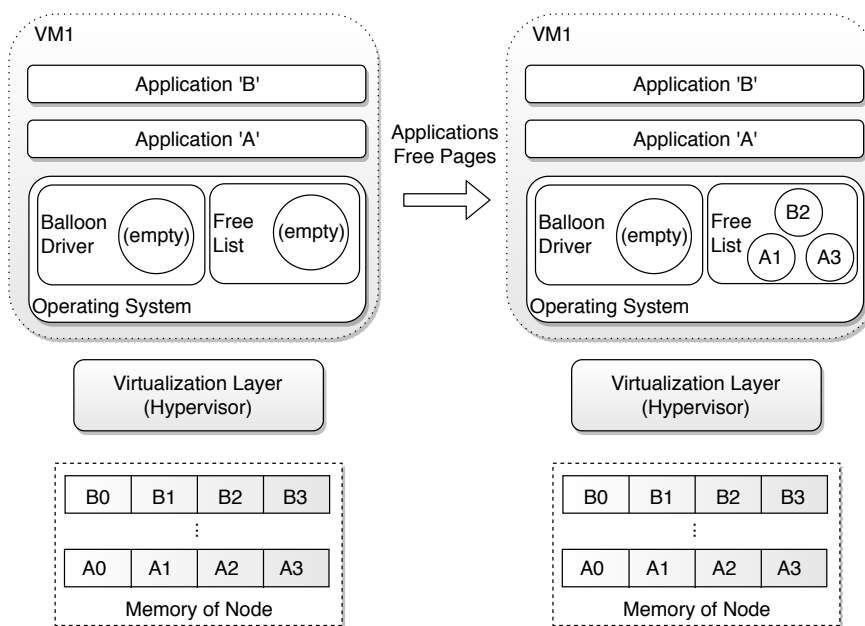 VM1
Application 'B'
Application 'A'
Balloon
Driver
(empty)
Free
List
(empty)
Operating System
Virtualization Layer
(Hypervisor)
B0 B1 B2 B3
...
A0 A1 A2 A3
Memory of Node
Applications
Free Pages
VM1
Application 'B'
Application 'A'
Balloon
Driver
(empty)
Free
List
B2
A1 A3
Operating System
Virtualization Layer
(Hypervisor)
B0 B1 B2 B3
...
A0 A1 A2 A3
Memory of Node